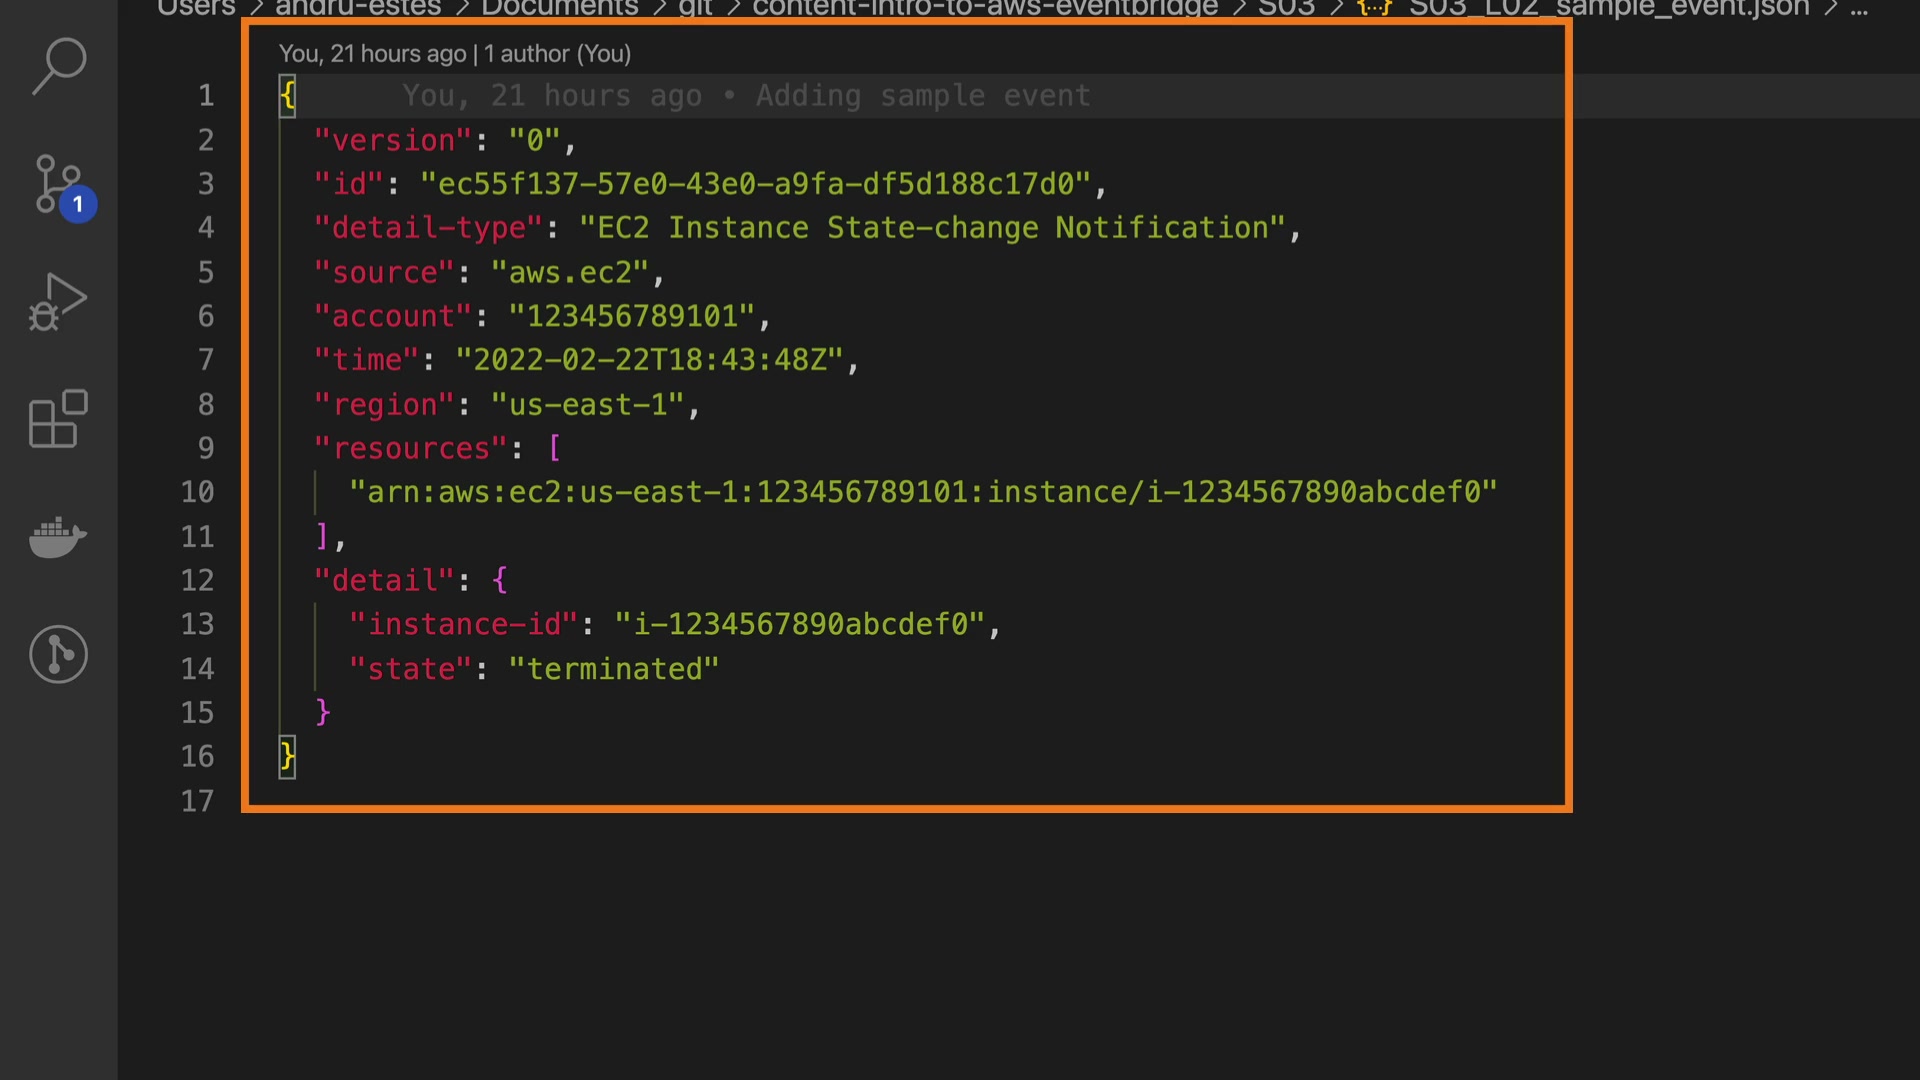 Users > andru-estes > Documents > git > content-intro-to-aws-eventbridge > S03 > {..} S03_L02_sample_event.json > ...
You, 21 hours ago | 1 author (You)
1 { You, 21 hours ago • Adding sample event
2 "version": "0",
3 "id": "ec55f137-57e0-43e0-a9fa-df5d188c17d0",
4 "detail-type": "EC2 Instance State-change Notification",
5 "source": "aws.ec2",
6 "account": "123456789101",
7 "time": "2022-02-22T18:43:48Z",
8 "region": "us-east-1",
9 "resources": [
10 "arn:aws:ec2:us-east-1:123456789101:instance/i-1234567890abcdef0"
11 ],
12 "detail": {
13 "instance-id": "i-1234567890abcdef0",
14 "state": "terminated"
15 }
16 }
17
1